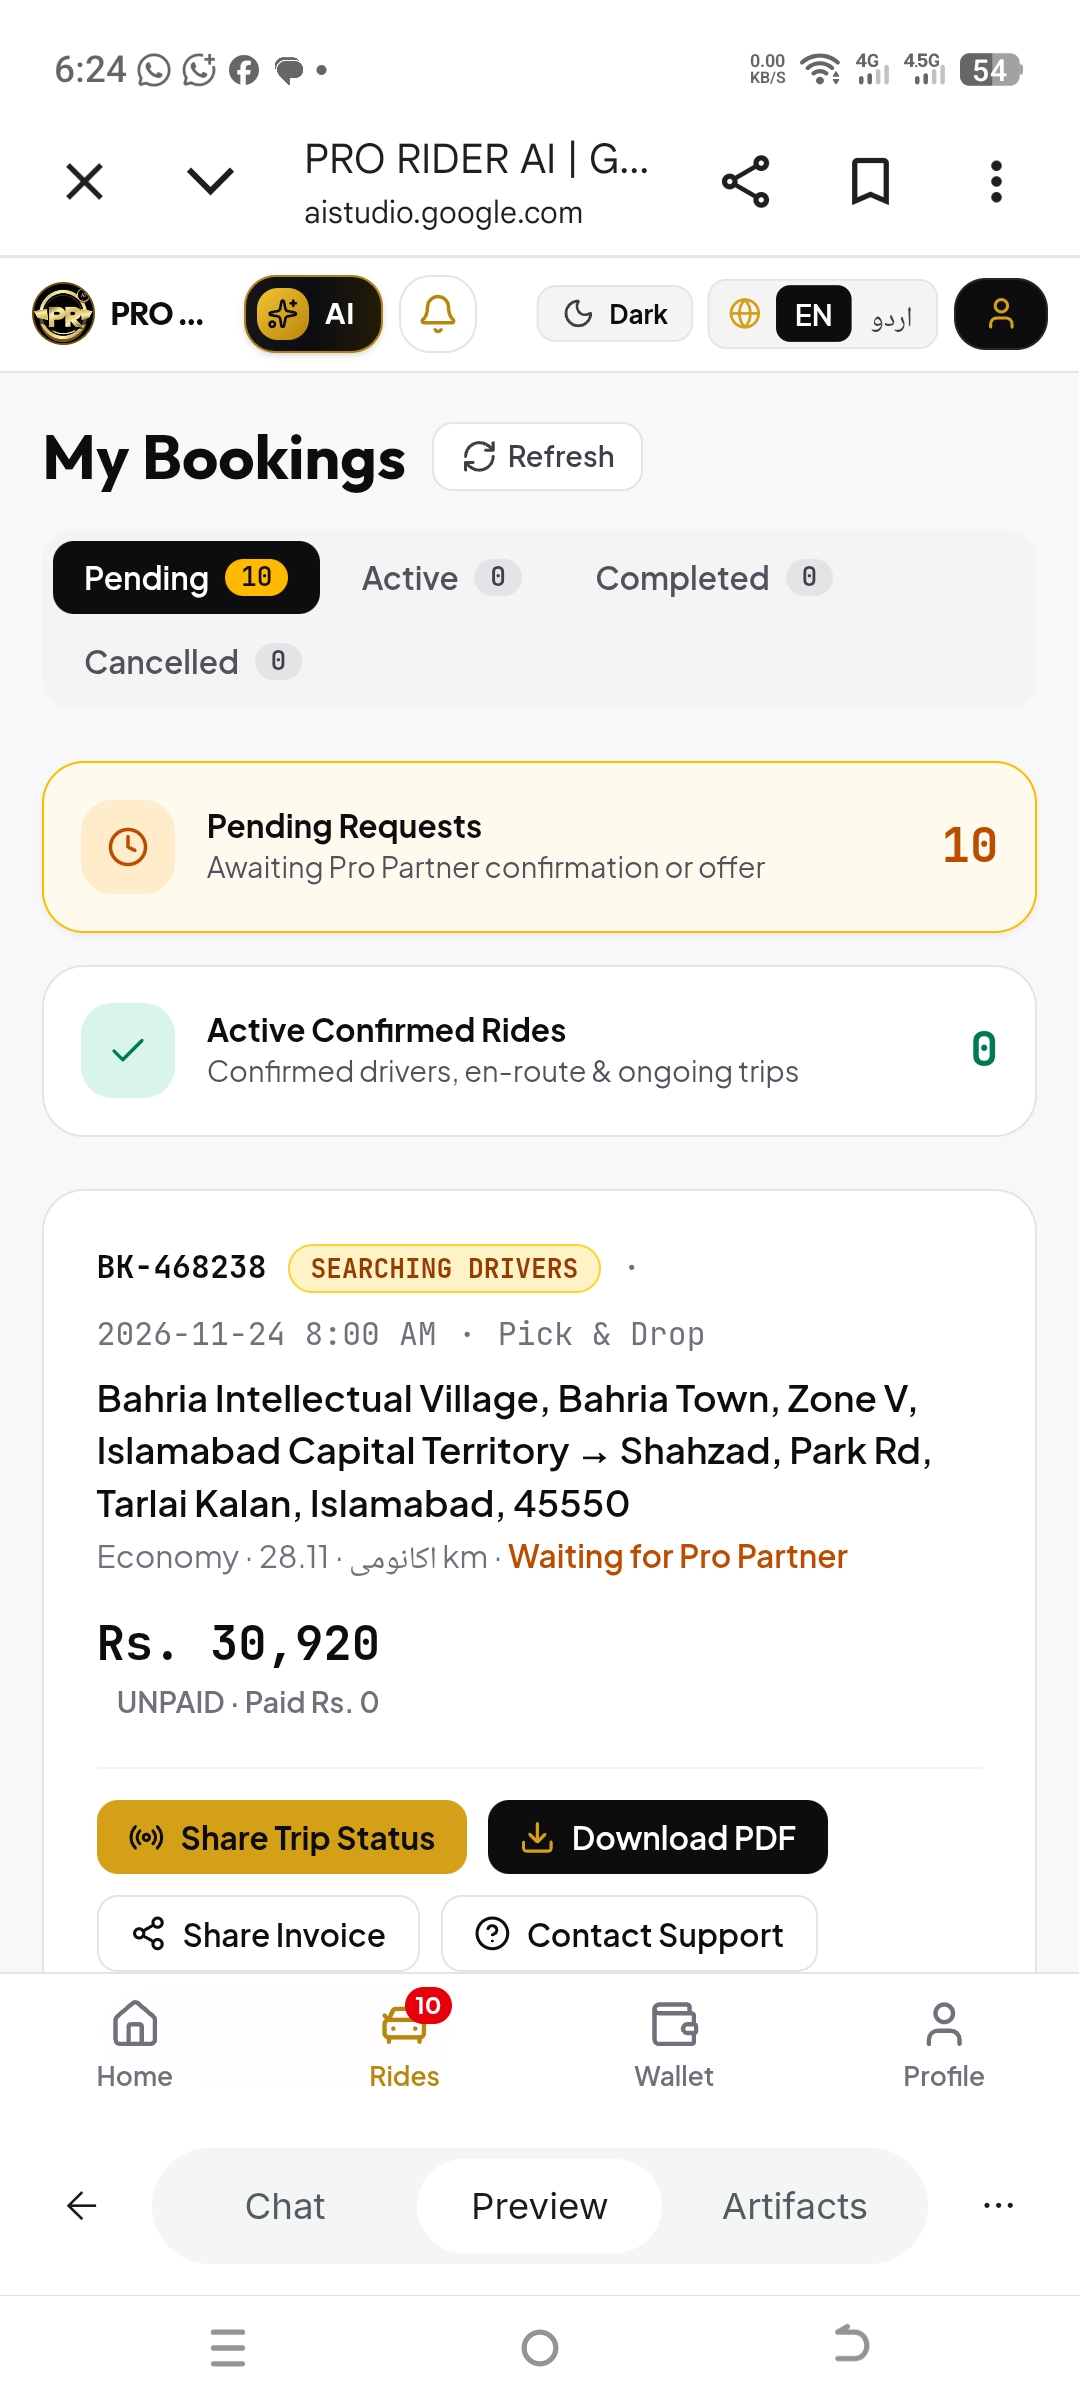 6:24
0.00 KB/S 4G 4.5G 54
PRO RIDER AI | G...
aistudio.google.com
PR PRO ... AI Dark EN اردو
My Bookings Refresh
Pending 10 Active 0 Completed 0
Cancelled 0
Pending Requests
Awaiting Pro Partner confirmation or offer
10
Active Confirmed Rides
Confirmed drivers, en-route & ongoing trips
0
BK-468238 SEARCHING DRIVERS ·
2026-11-24 8:00 AM · Pick & Drop
Bahria Intellectual Village, Bahria Town, Zone V,
Islamabad Capital Territory → Shahzad, Park Rd,
Tarlai Kalan, Islamabad, 45550
Economy · 28.11 · اکانومی km · Waiting for Pro Partner
Rs. 30,920
UNPAID · Paid Rs. 0
Share Trip Status Download PDF
Share Invoice Contact Support
10
Home Rides Wallet Profile
Chat Preview Artifacts